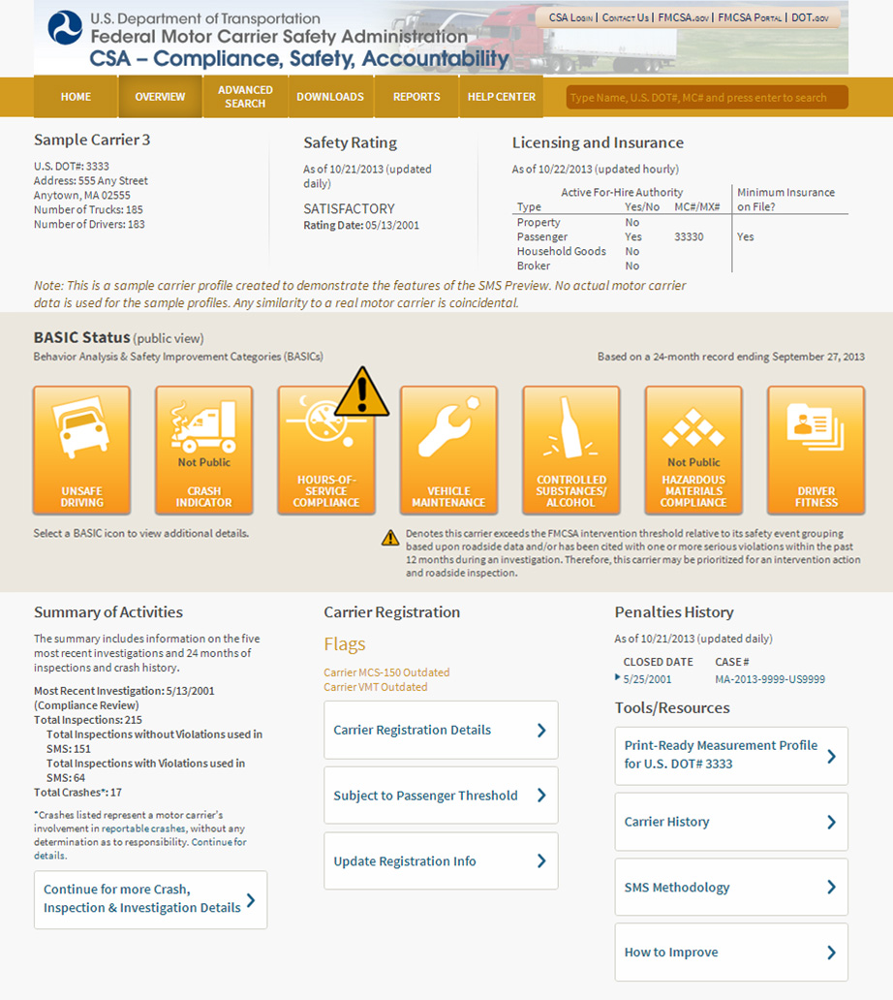 U.S. Department of Transportation
Federal Motor Carrier Safety Administration
CSA – Compliance, Safety, Accountability
CSA Login | Contact Us | FMCSA.gov | FMCSA Portal | DOT.gov
HOME
OVERVIEW
ADVANCED
SEARCH
DOWNLOADS
REPORTS
HELP CENTER
Type Name, U.S. DOT#, MC# and press enter to search
Sample Carrier 3
U.S. DOT#: 3333
Address: 555 Any Street
Anytown, MA 02555
Number of Trucks: 185
Number of Drivers: 183
Safety Rating
As of 10/21/2013 (updated
daily)
SATISFACTORY
Rating Date: 05/13/2001
Licensing and Insurance
As of 10/22/2013 (updated hourly)
Active For-Hire Authority Minimum Insurance
Type Yes/No MC#/MX# on File?
Property No
Passenger Yes 33330 Yes
Household Goods No
Broker No
Note: This is a sample carrier profile created to demonstrate the features of the SMS Preview. No actual motor carrier
data is used for the sample profiles. Any similarity to a real motor carrier is coincidental.
BASIC Status (public view)
Behavior Analysis & Safety Improvement Categories (BASICs)
Based on a 24-month record ending September 27, 2013
UNSAFE
DRIVING
Not Public
CRASH
INDICATOR
HOURS-OF-
SERVICE
COMPLIANCE
VEHICLE
MAINTENANCE
CONTROLLED
SUBSTANCES/
ALCOHOL
Not Public
HAZARDOUS
MATERIALS
COMPLIANCE
DRIVER
FITNESS
Select a BASIC icon to view additional details.
Denotes this carrier exceeds the FMCSA intervention threshold relative to its safety event grouping
based upon roadside data and/or has been cited with one or more serious violations within the past
12 months during an investigation. Therefore, this carrier may be prioritized for an intervention action
and roadside inspection.
Summary of Activities
The summary includes information on the five
most recent investigations and 24 months of
inspections and crash history.
Most Recent Investigation: 5/13/2001
(Compliance Review)
Total Inspections: 215
Total Inspections without Violations used in
SMS: 151
Total Inspections with Violations used in
SMS: 64
Total Crashes*: 17
*Crashes listed represent a motor carrier's
involvement in reportable crashes, without any
determination as to responsibility. Continue for
details.
Continue for more Crash,
Inspection & Investigation Details
Carrier Registration
Flags
Carrier MCS-150 Outdated
Carrier VMT Outdated
Carrier Registration Details
Subject to Passenger Threshold
Update Registration Info
Penalties History
As of 10/21/2013 (updated daily)
CLOSED DATE CASE #
5/25/2001 MA-2013-9999-US9999
Tools/Resources
Print-Ready Measurement Profile
for U.S. DOT# 3333
Carrier History
SMS Methodology
How to Improve